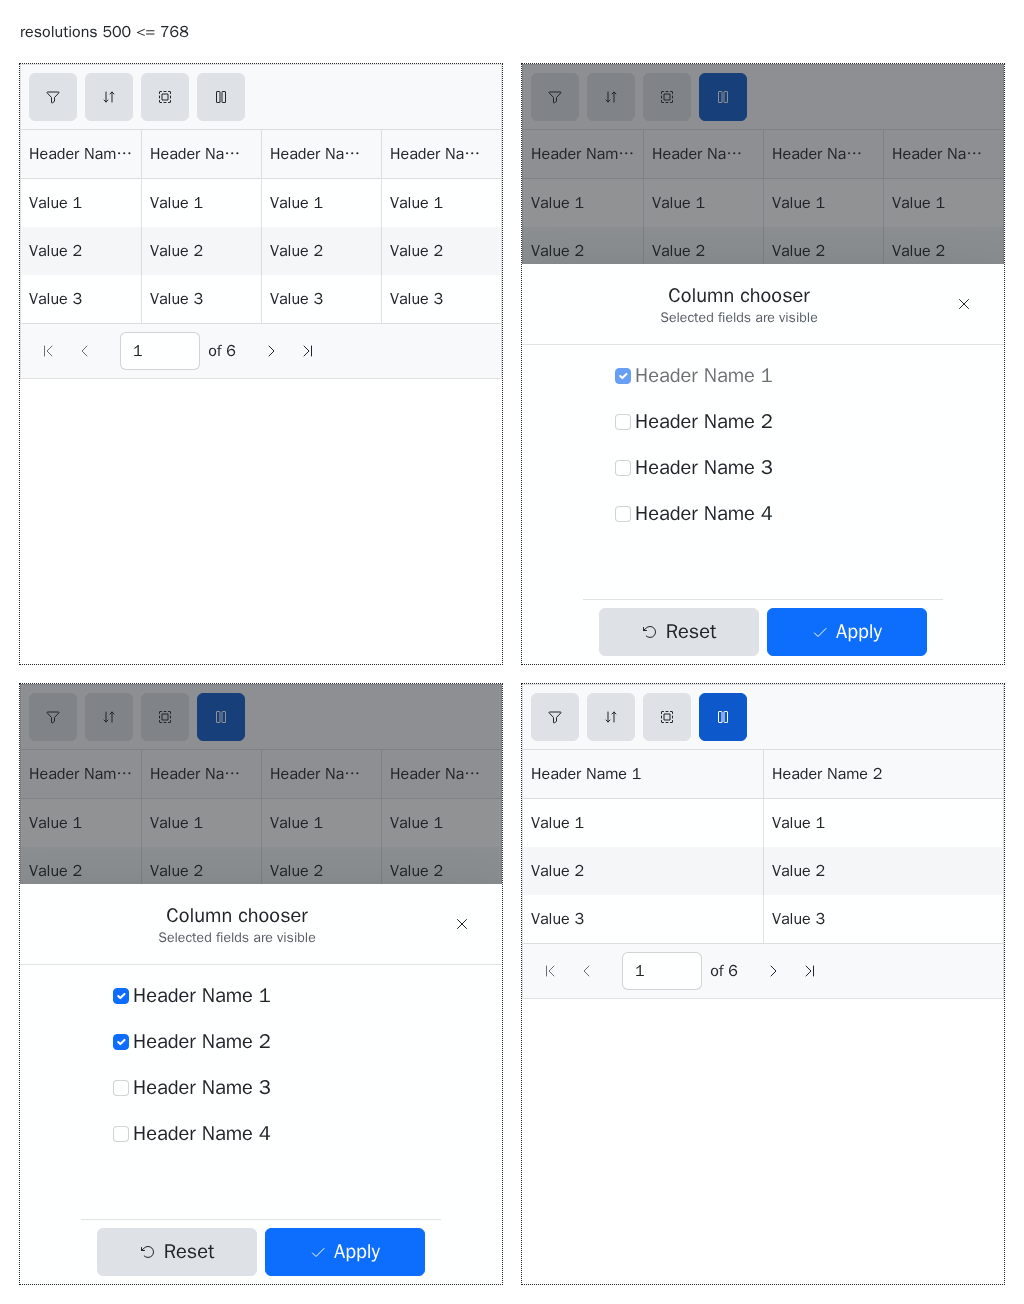 resolutions 500 <= 768
Header Nam... Header Na... Header Na... Header Na...
Value 1 Value 1 Value 1 Value 1
Value 2 Value 2 Value 2 Value 2
Value 3 Value 3 Value 3 Value 3
1 of 6
Header Nam... Header Na... Header Na... Header Na...
Value 1 Value 1 Value 1 Value 1
Value 2 Value 2 Value 2 Value 2
Column chooser
Selected fields are visible
Header Name 1
Header Name 2
Header Name 3
Header Name 4
Reset Apply
Header Nam... Header Na... Header Na... Header Na...
Value 1 Value 1 Value 1 Value 1
Value 2 Value 2 Value 2 Value 2
Column chooser
Selected fields are visible
Header Name 1
Header Name 2
Header Name 3
Header Name 4
Reset Apply
Header Name 1 Header Name 2
Value 1 Value 1
Value 2 Value 2
Value 3 Value 3
1 of 6